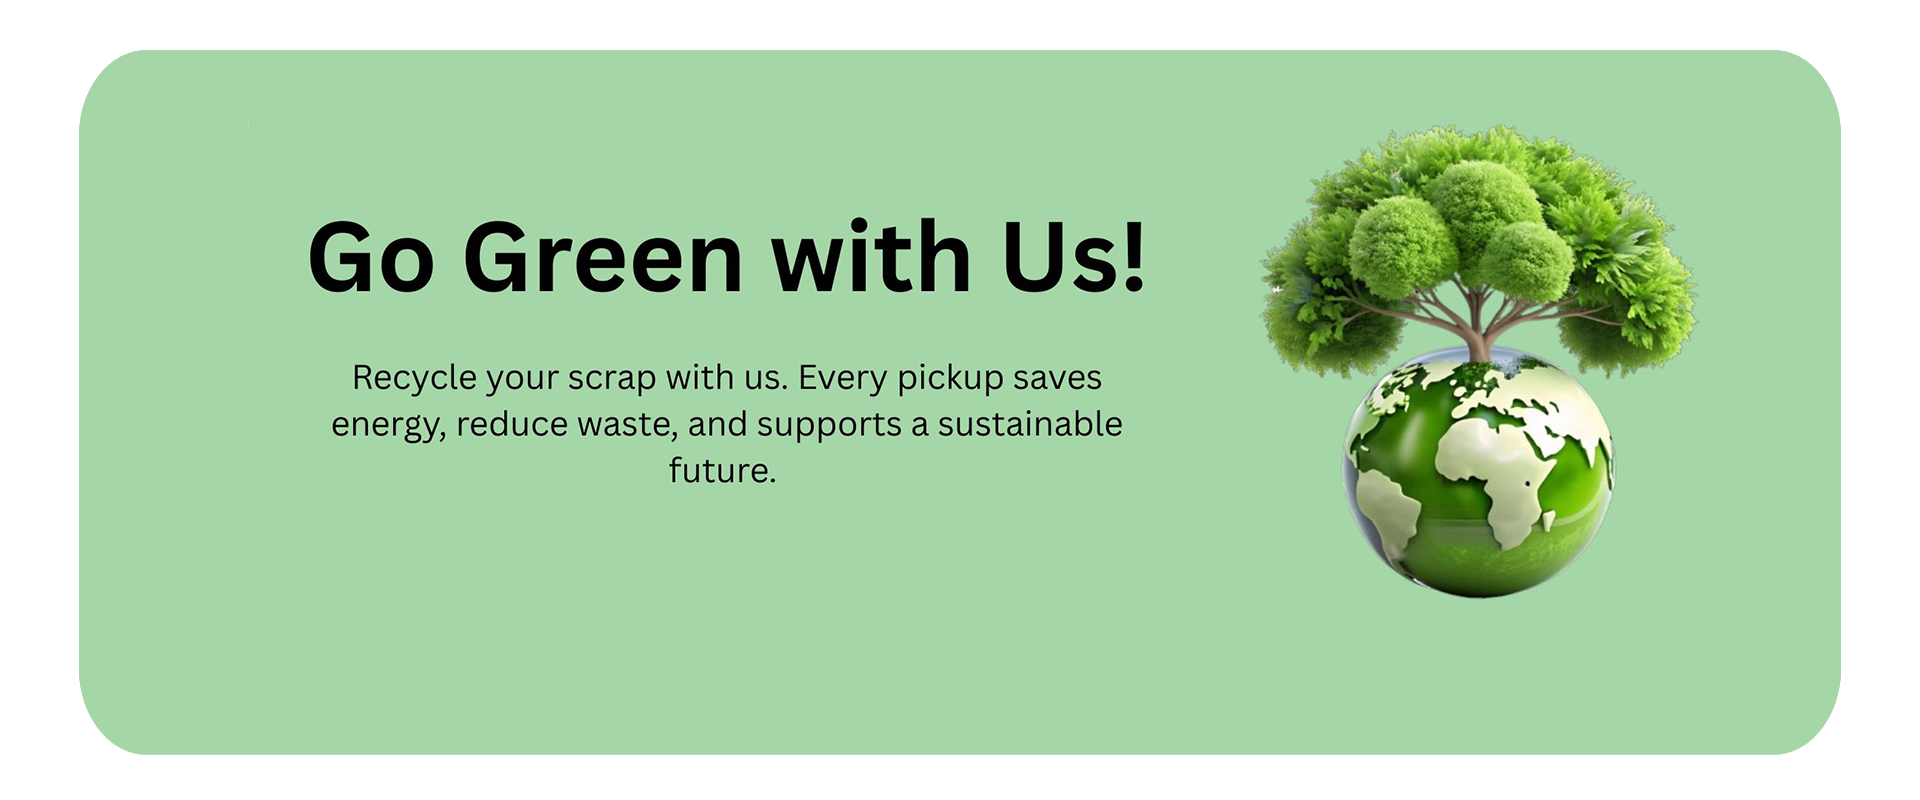 Go Green with Us!
Recycle your scrap with us. Every pickup saves
energy, reduce waste, and supports a sustainable
future.